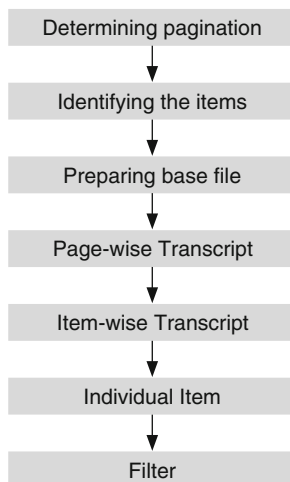 Determining pagination
Identifying the items
Preparing base file
Page-wise Transcript
Item-wise Transcript
Individual Item
Filter